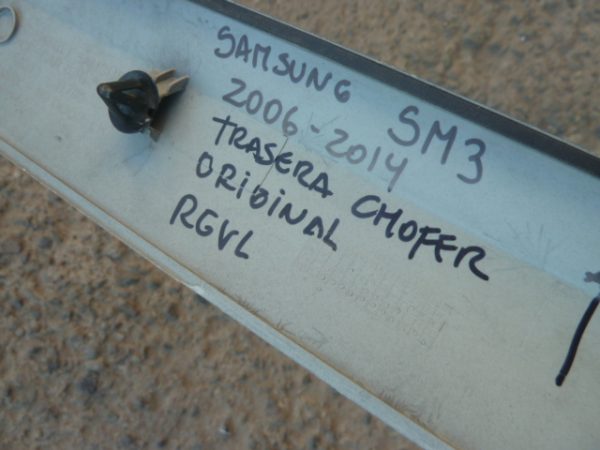 SAMSUNG SM3
2006-2014
TRASERA CHOFER
ORIGINAL
RGVL